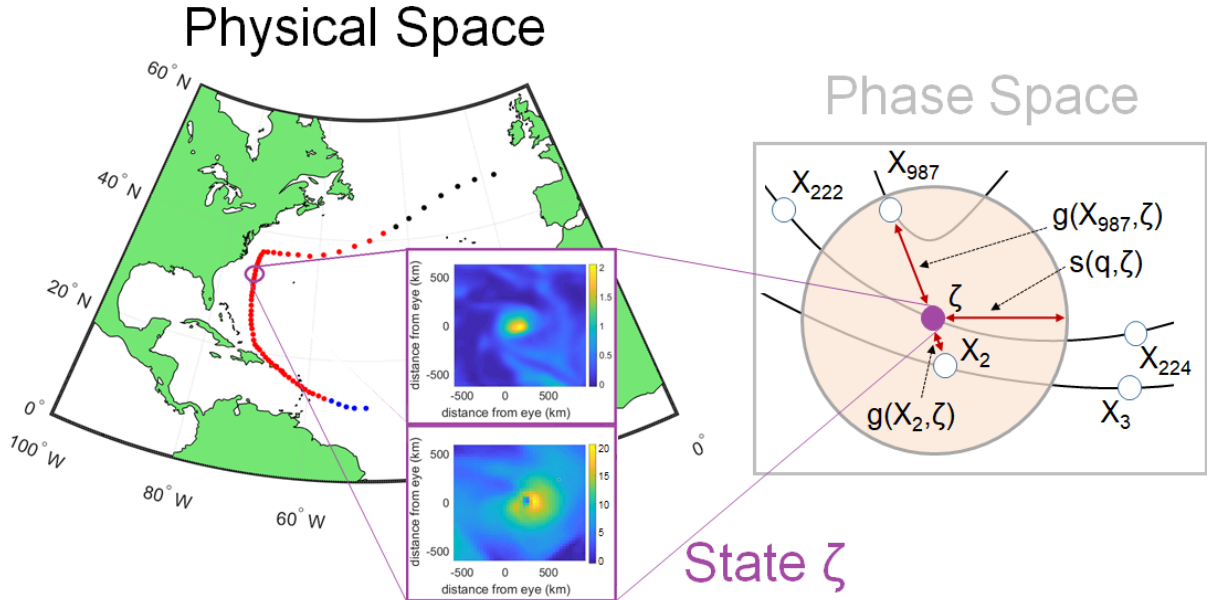 Physical Space
60° N
40° N
20° N
0°
100° W
80° W
60° W
0°
distance from eye (km)
500
0
-500
-500 0 500
distance from eye (km)
2
1.5
1
0.5
0
distance from eye (km)
500
0
-500
-500 0 500
distance from eye (km)
20
15
10
5
0
State ζ
Phase Space
X987
X222
g(X987,ζ)
s(q,ζ)
ζ
X2
X224
X3
g(X2,ζ)